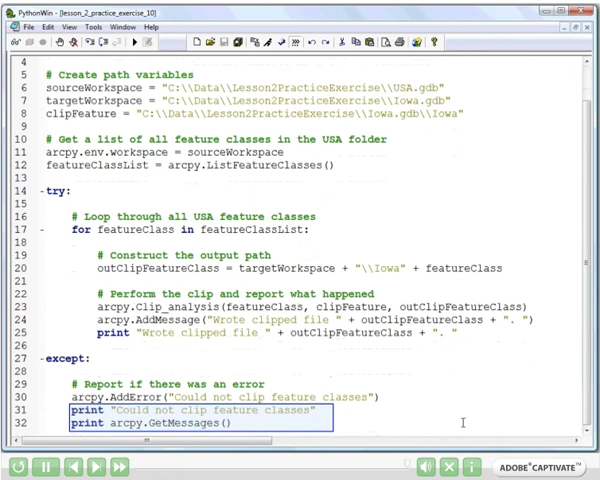 PythonWin - [lesson_2_practice_exercise_10]
File Edit View Tools Window Help
4
5 # Create path variables
6 sourceWorkspace = "C:\\Data\\Lesson2PracticeExercise\\USA.gdb"
7 targetWorkspace = "C:\\Data\\Lesson2PracticeExercise\\Iowa.gdb"
8 clipFeature = "C:\\Data\\Lesson2PracticeExercise\\Iowa.gdb\\Iowa"
9
10 # Get a list of all feature classes in the USA folder
11 arcpy.env.workspace = sourceWorkspace
12 featureClassList = arcpy.ListFeatureClasses()
13
14 -try:
15
16 # Loop through all USA feature classes
17 - for featureClass in featureClassList:
18
19 # Construct the output path
20 outClipFeatureClass = targetWorkspace + "\\Iowa" + featureClass
21
22 # Perform the clip and report what happened
23 arcpy.Clip_analysis(featureClass, clipFeature, outClipFeatureClass)
24 arcpy.AddMessage("Wrote clipped file " + outClipFeatureClass + ". ")
25 print "Wrote clipped file " + outClipFeatureClass + ". "
26
27 -except:
28
29 # Report if there was an error
30 arcpy.AddError("Could not clip feature classes")
31 print "Could not clip feature classes"
32 print arcpy.GetMessages()
ADOBE® CAPTIVATE™